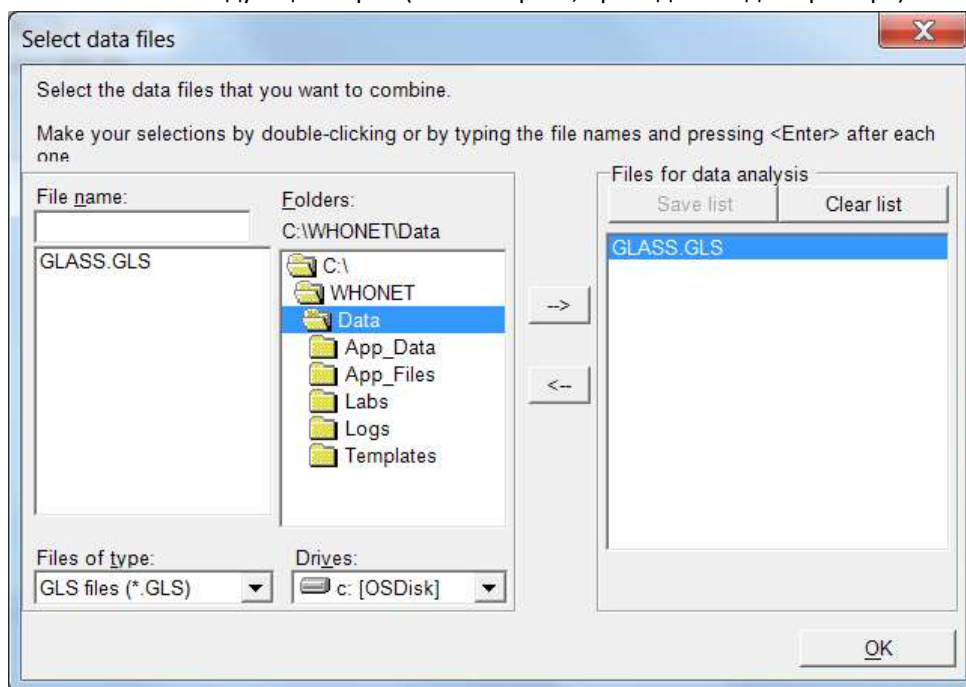 Select data files
Select the data files that you want to combine.
Make your selections by double-clicking or by typing the file names and pressing <Enter> after each
one
File name:
GLASS.GLS
Files of type:
GLS files (*.GLS)
Folders:
C:\WHONET\Data
C:\
WHONET
Data
App_Data
App_Files
Labs
Logs
Templates
Drives:
c: [OSDisk]
-->
<--
Files for data analysis
Save list
Clear list
GLASS.GLS
OK